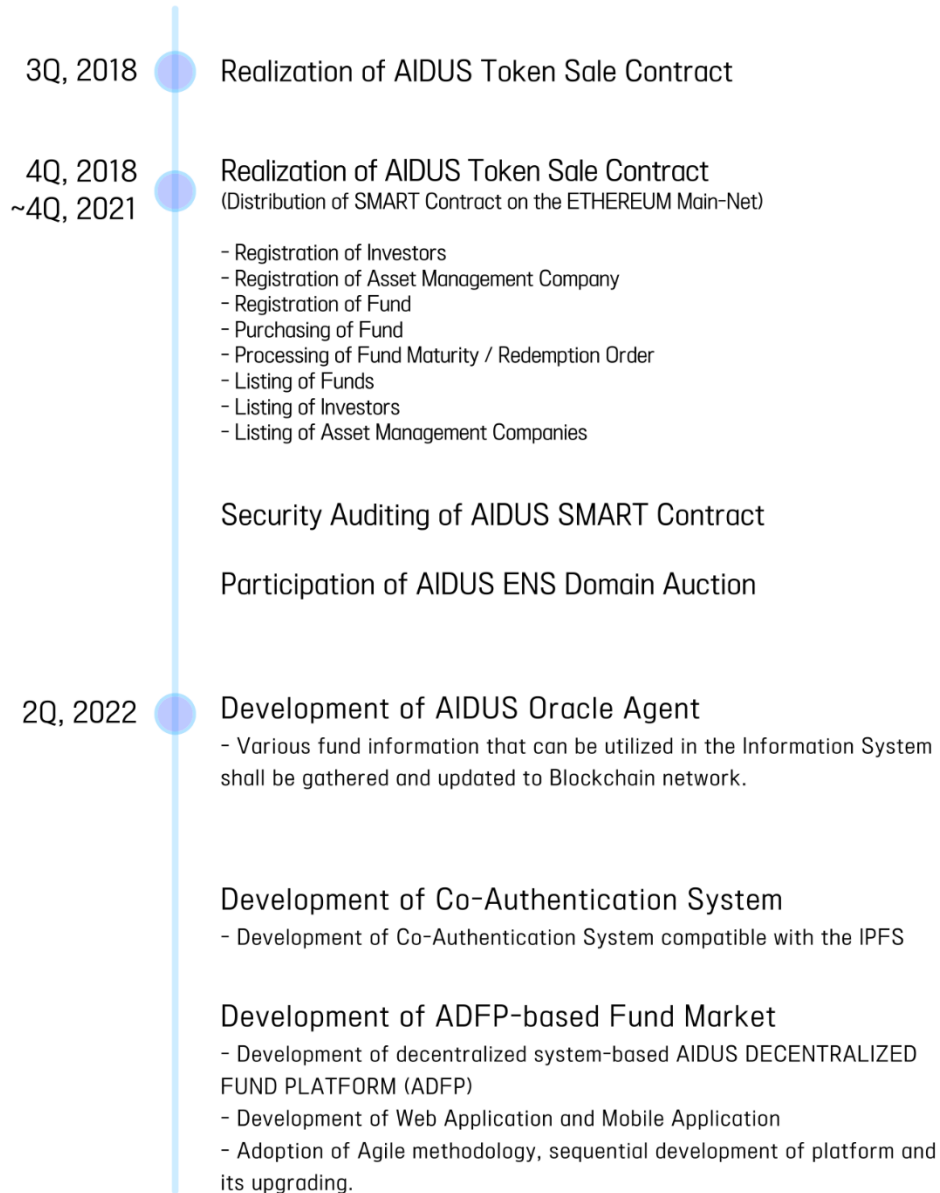 3Q, 2018
Realization of AIDUS Token Sale Contract
4Q, 2018
~4Q, 2021
Realization of AIDUS Token Sale Contract
(Distribution of SMART Contract on the ETHEREUM Main-Net)
- Registration of Investors
- Registration of Asset Management Company
- Registration of Fund
- Purchasing of Fund
- Processing of Fund Maturity / Redemption Order
- Listing of Funds
- Listing of Investors
- Listing of Asset Management Companies
Security Auditing of AIDUS SMART Contract
Participation of AIDUS ENS Domain Auction
2Q, 2022
Development of AIDUS Oracle Agent
- Various fund information that can be utilized in the Information System
shall be gathered and updated to Blockchain network.
Development of Co-Authentication System
- Development of Co-Authentication System compatible with the IPFS
Development of ADFP-based Fund Market
- Development of decentralized system-based AIDUS DECENTRALIZED
FUND PLATFORM (ADFP)
- Development of Web Application and Mobile Application
- Adoption of Agile methodology, sequential development of platform and
its upgrading.